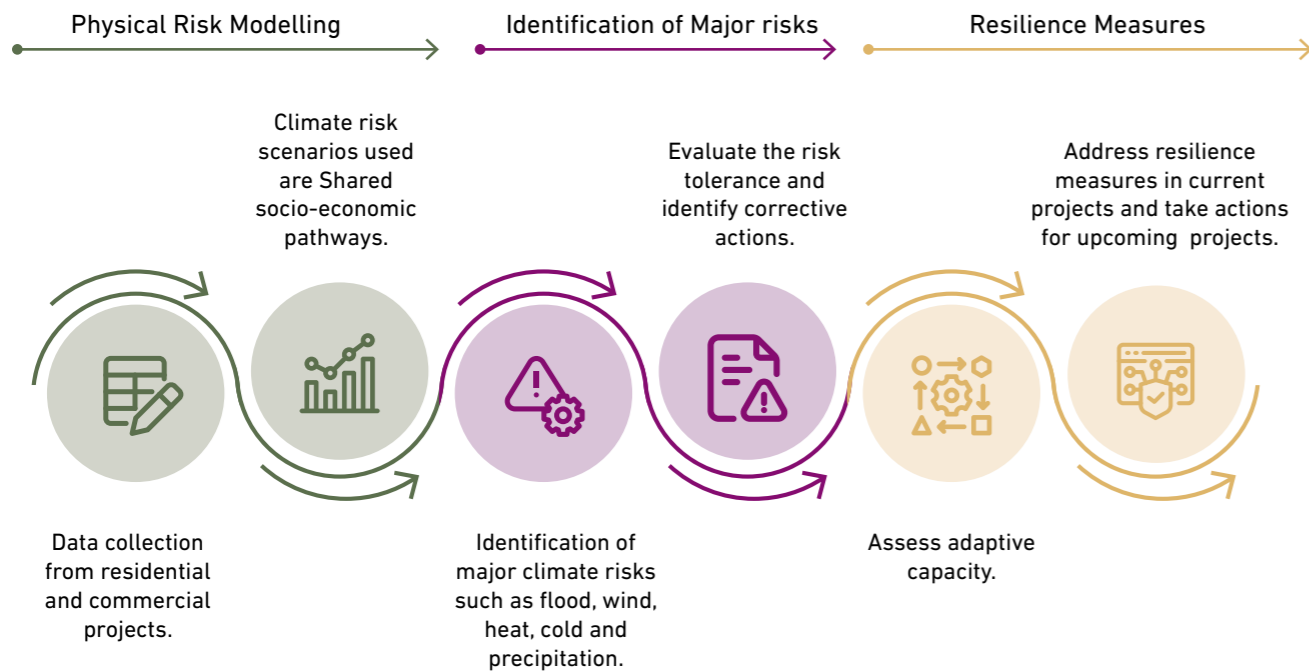 Physical Risk Modelling
Identification of Major risks
Resilience Measures
Climate risk
scenarios used
are Shared
socio-economic
pathways.
Evaluate the risk
tolerance and
identify corrective
actions.
Address resilience
measures in current
projects and take actions
for upcoming projects.
Data collection
from residential
and commercial
projects.
Identification of
major climate risks
such as flood, wind,
heat, cold and
precipitation.
Assess adaptive
capacity.